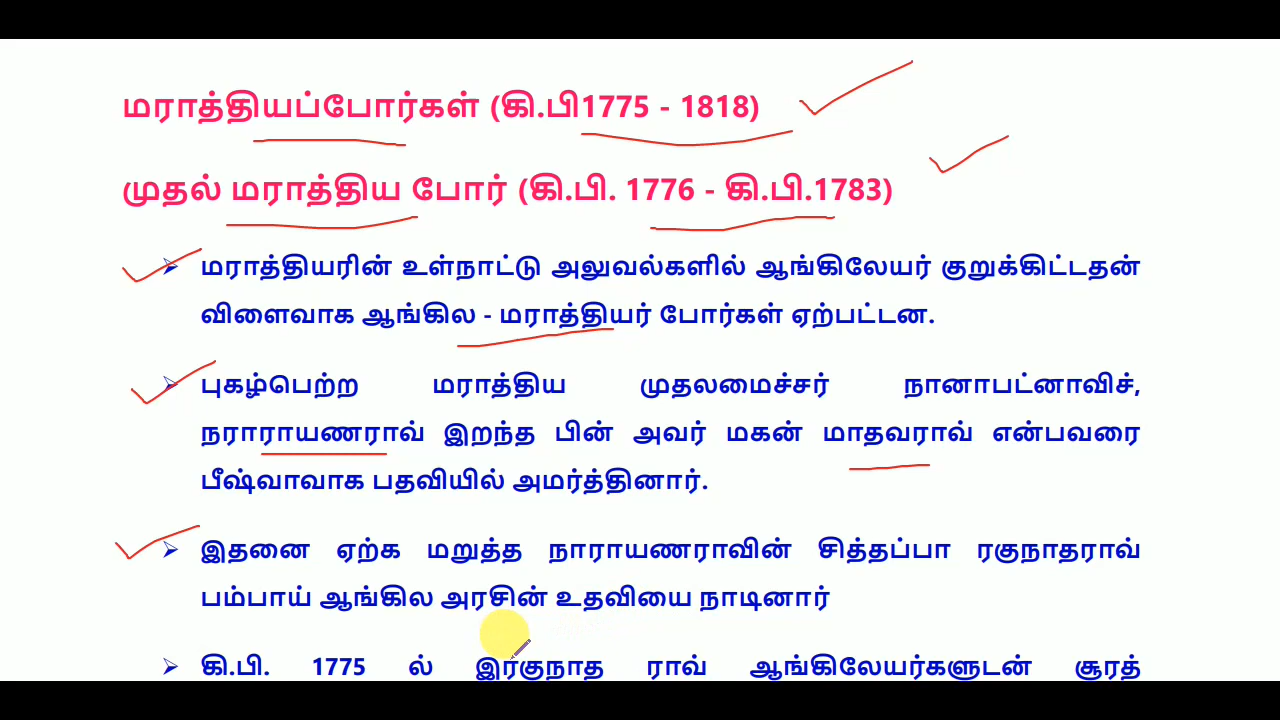 மராத்தியப்போர்கள் (கி.பி1775 - 1818)
முதல் மராத்திய போர் (கி.பி. 1776 - கி.பி.1783)
➢ மராத்தியரின் உள்நாட்டு அலுவல்களில் ஆங்கிலேயர் குறுக்கிட்டதன்
விளைவாக ஆங்கில - மராத்தியர் போர்கள் ஏற்பட்டன.
➢ புகழ்பெற்ற மராத்திய முதலமைச்சர் நானாபட்னாவிச்,
நராராயணராவ் இறந்த பின் அவர் மகன் மாதவராவ் என்பவரை
பீஷ்வாவாக பதவியில் அமர்த்தினார்.
➢ இதனை ஏற்க மறுத்த நாராயணராவின் சித்தப்பா ரகுநாதராவ்
பம்பாய் ஆங்கில அரசின் உதவியை நாடினார்
➢ கி.பி. 1775 ல் இரகுநாத ராவ் ஆங்கிலேயர்களுடன் சூரத்